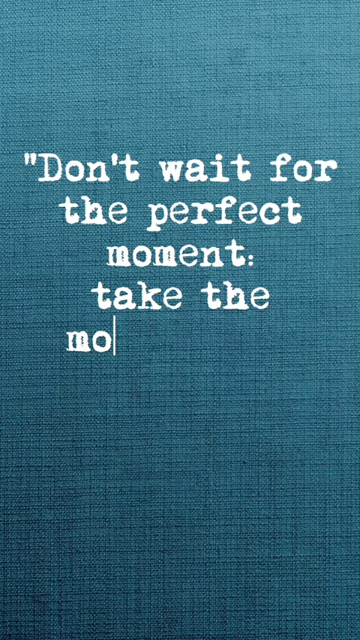 "Don't wait for
the perfect
moment:
take the
mo